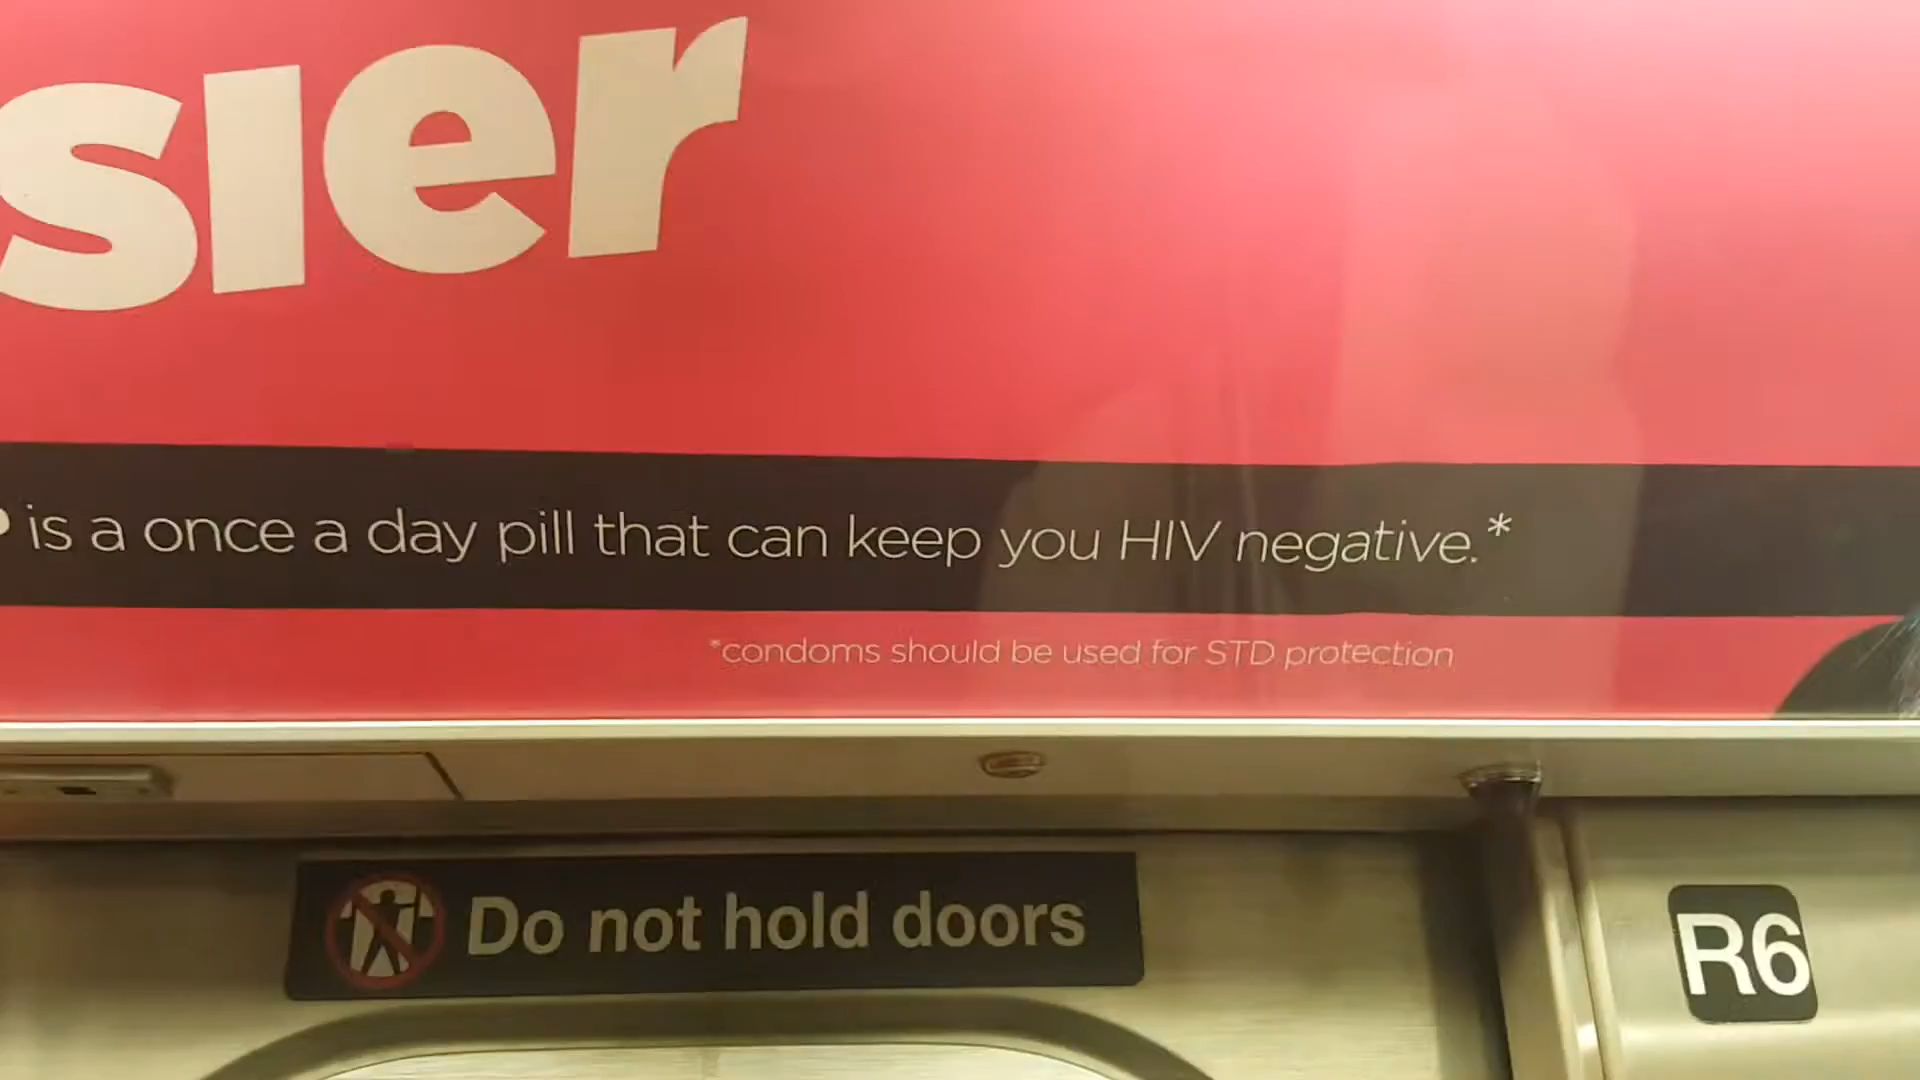 sier
is a once a day pill that can keep you HIV negative.*
*condoms should be used for STD protection
Do not hold doors
R6